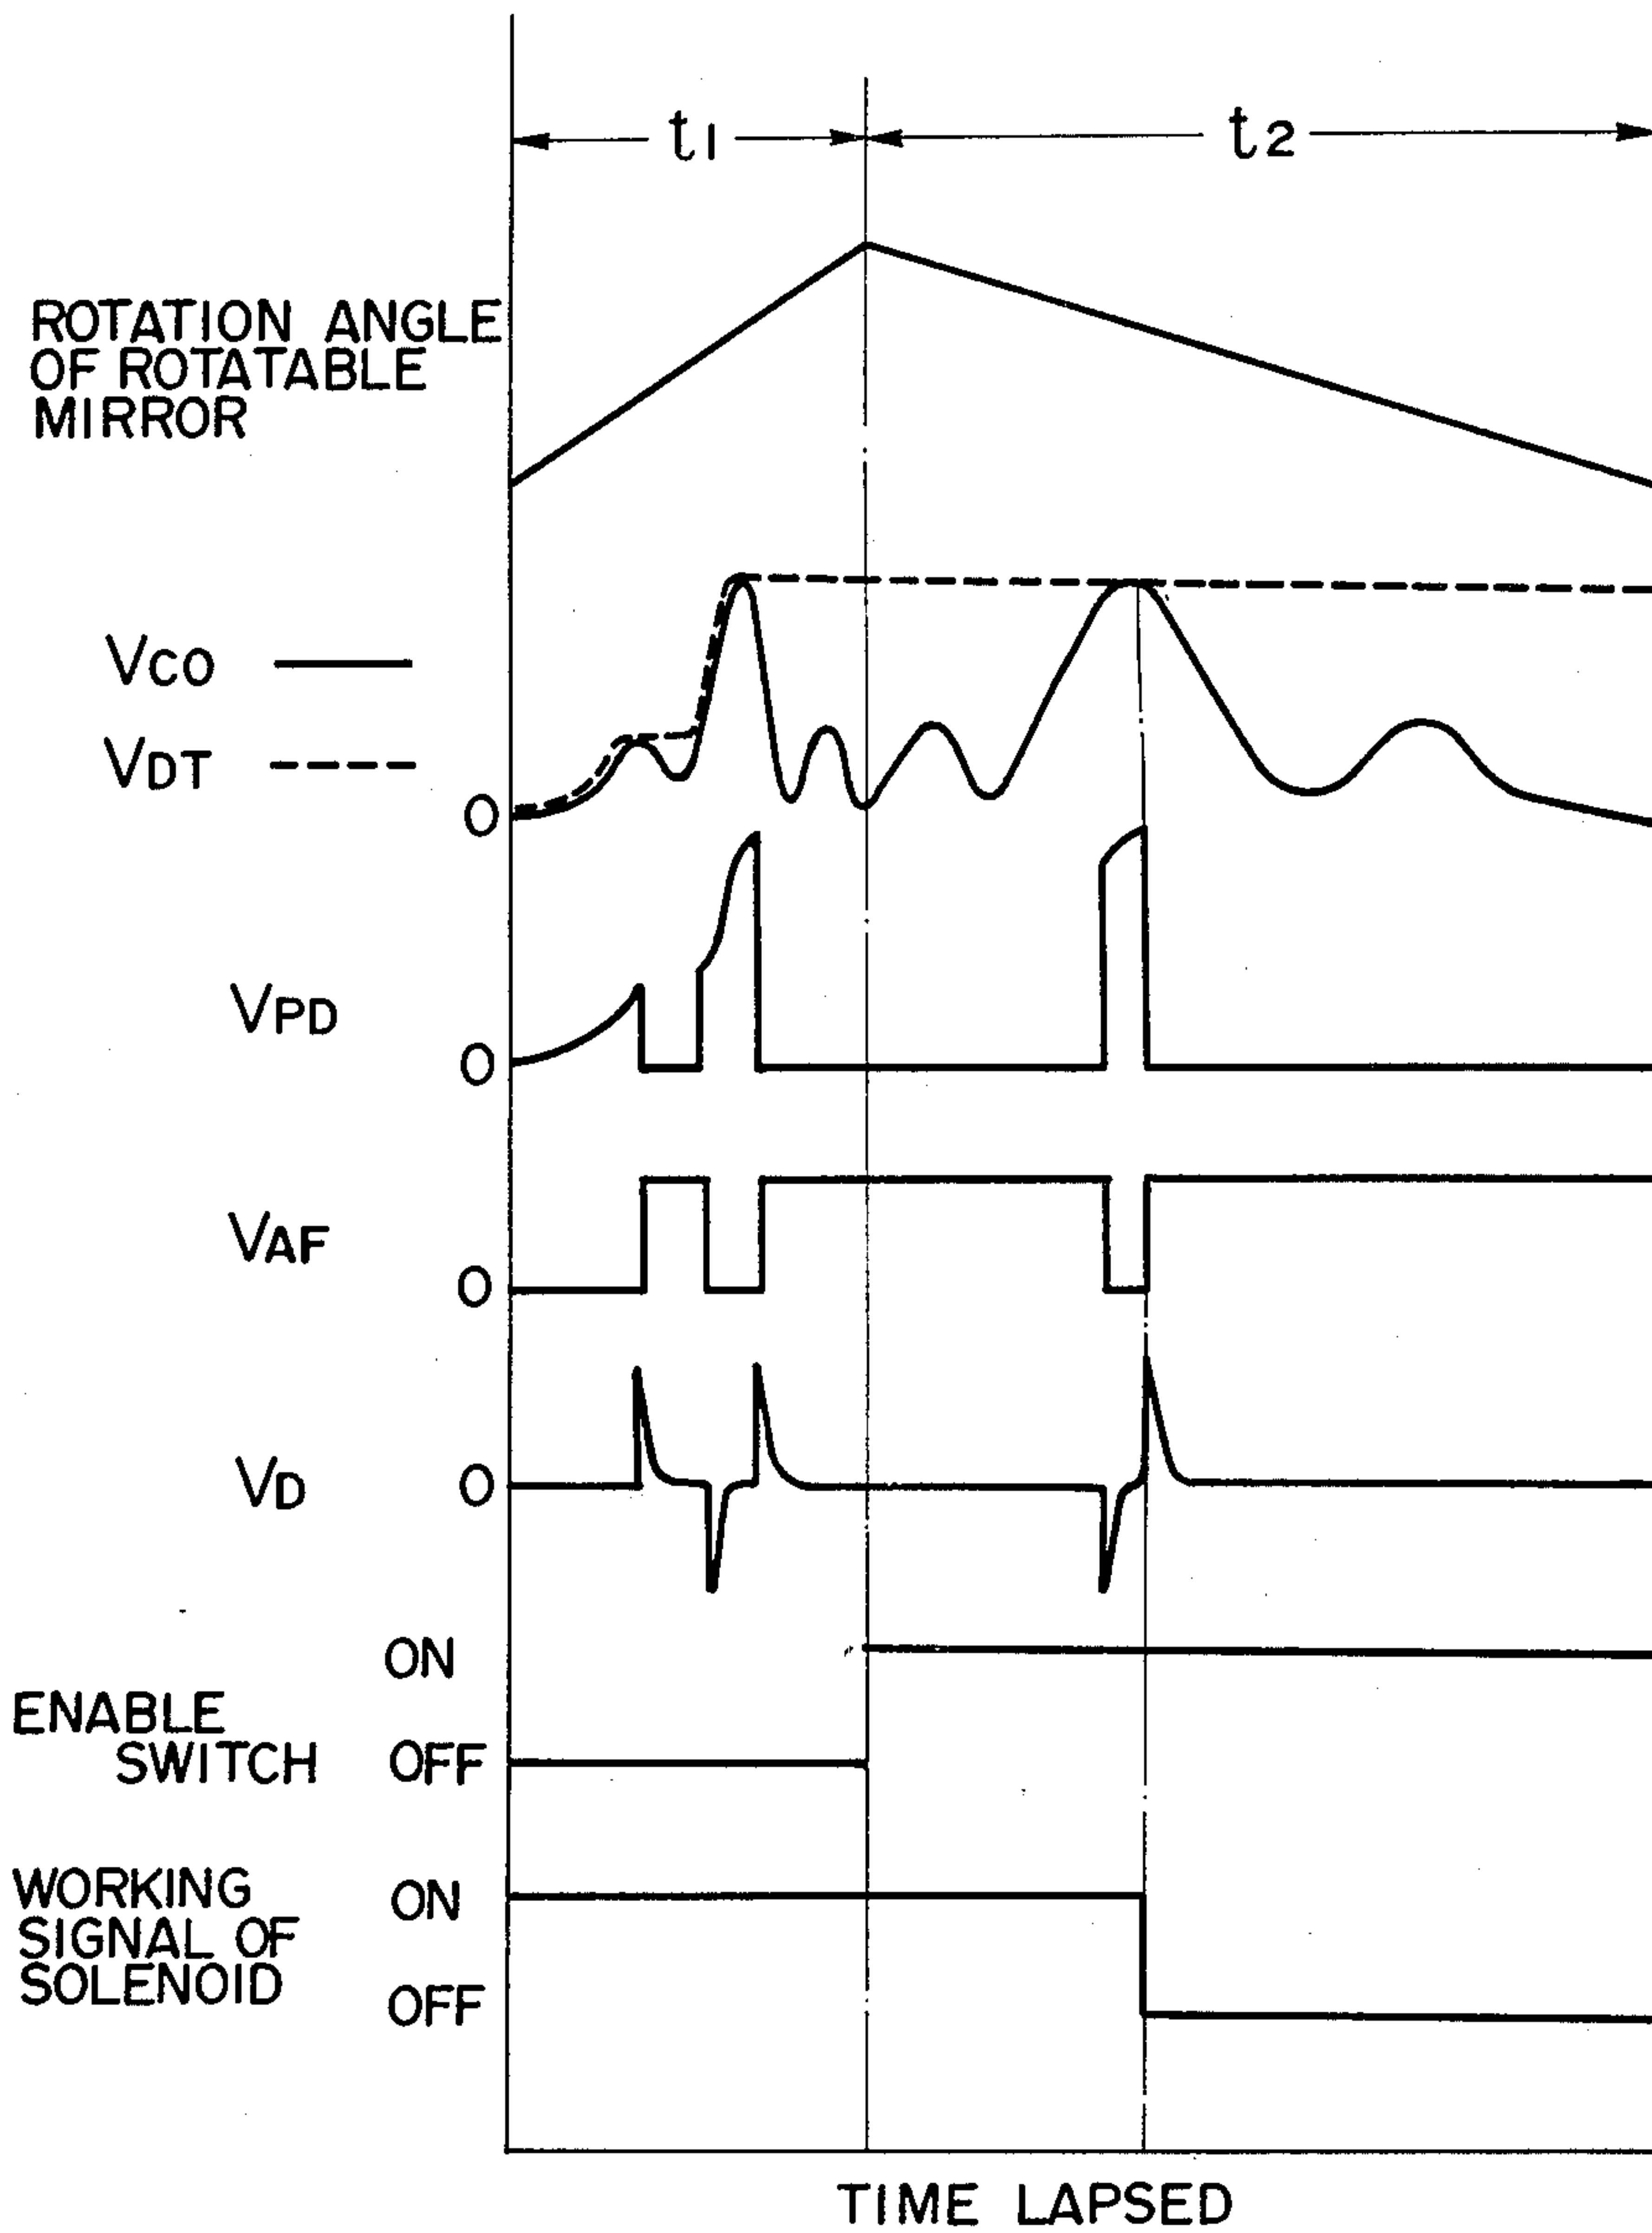 t1
t2
ROTATION ANGLE
OF ROTATABLE
MIRROR
VCO
VDT
0
VPD
0
VAF
0
VD
0
ON
ENABLE
SWITCH
OFF
WORKING
SIGNAL OF
SOLENOID
ON
OFF
TIME LAPSED